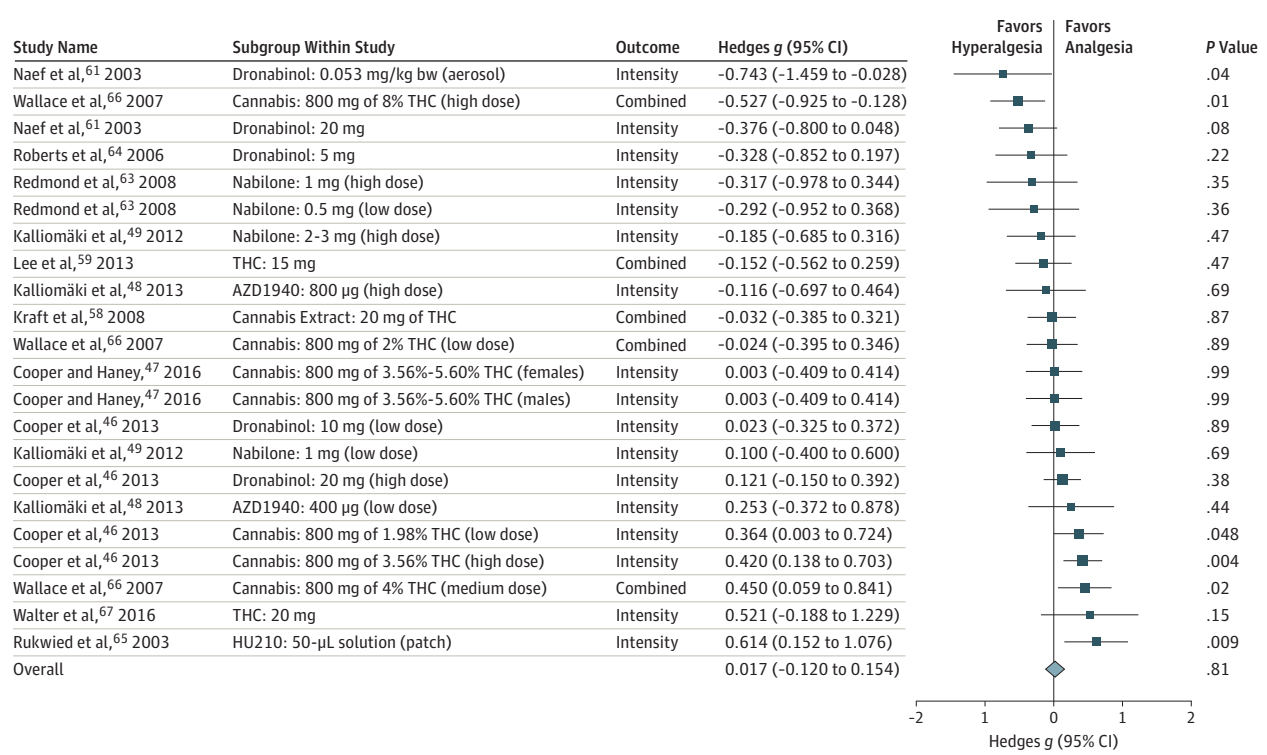 Favors Favors
Study Name Subgroup Within Study Outcome Hedges g (95% CI) Hyperalgesia Analgesia P Value
Naef et al,61 2003 Dronabinol: 0.053 mg/kg bw (aerosol) Intensity -0.743 (-1.459 to -0.028) .04
Wallace et al,66 2007 Cannabis: 800 mg of 8% THC (high dose) Combined -0.527 (-0.925 to -0.128) .01
Naef et al,61 2003 Dronabinol: 20 mg Intensity -0.376 (-0.800 to 0.048) .08
Roberts et al,64 2006 Dronabinol: 5 mg Intensity -0.328 (-0.852 to 0.197) .22
Redmond et al,63 2008 Nabilone: 1 mg (high dose) Intensity -0.317 (-0.978 to 0.344) .35
Redmond et al,63 2008 Nabilone: 0.5 mg (low dose) Intensity -0.292 (-0.952 to 0.368) .36
Kalliomäki et al,49 2012 Nabilone: 2-3 mg (high dose) Intensity -0.185 (-0.685 to 0.316) .47
Lee et al,59 2013 THC: 15 mg Combined -0.152 (-0.562 to 0.259) .47
Kalliomäki et al,48 2013 AZD1940: 800 µg (high dose) Intensity -0.116 (-0.697 to 0.464) .69
Kraft et al,58 2008 Cannabis Extract: 20 mg of THC Combined -0.032 (-0.385 to 0.321) .87
Wallace et al,66 2007 Cannabis: 800 mg of 2% THC (low dose) Combined -0.024 (-0.395 to 0.346) .89
Cooper and Haney,47 2016 Cannabis: 800 mg of 3.56%-5.60% THC (females) Intensity 0.003 (-0.409 to 0.414) .99
Cooper and Haney,47 2016 Cannabis: 800 mg of 3.56%-5.60% THC (males) Intensity 0.003 (-0.409 to 0.414) .99
Cooper et al,46 2013 Dronabinol: 10 mg (low dose) Intensity 0.023 (-0.325 to 0.372) .89
Kalliomäki et al,49 2012 Nabilone: 1 mg (low dose) Intensity 0.100 (-0.400 to 0.600) .69
Cooper et al,46 2013 Dronabinol: 20 mg (high dose) Intensity 0.121 (-0.150 to 0.392) .38
Kalliomäki et al,48 2013 AZD1940: 400 µg (low dose) Intensity 0.253 (-0.372 to 0.878) .44
Cooper et al,46 2013 Cannabis: 800 mg of 1.98% THC (low dose) Intensity 0.364 (0.003 to 0.724) .048
Cooper et al,46 2013 Cannabis: 800 mg of 3.56% THC (high dose) Intensity 0.420 (0.138 to 0.703) .004
Wallace et al,66 2007 Cannabis: 800 mg of 4% THC (medium dose) Combined 0.450 (0.059 to 0.841) .02
Walter et al,67 2016 THC: 20 mg Intensity 0.521 (-0.188 to 1.229) .15
Rukwied et al,65 2003 HU210: 50-µL solution (patch) Intensity 0.614 (0.152 to 1.076) .009
Overall 0.017 (-0.120 to 0.154) .81
-2 1 0 1 2
Hedges g (95% CI)